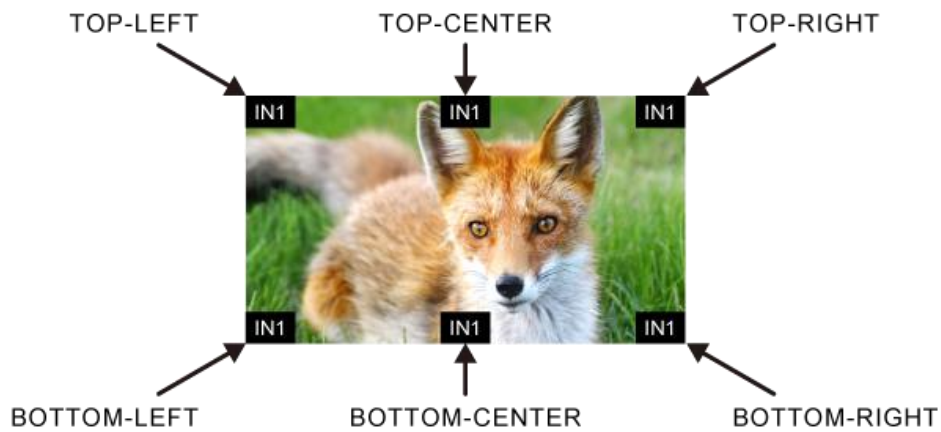 TOP-LEFT TOP-CENTER TOP-RIGHT
IN1 IN1 IN1
IN1 IN1 IN1
BOTTOM-LEFT BOTTOM-CENTER BOTTOM-RIGHT